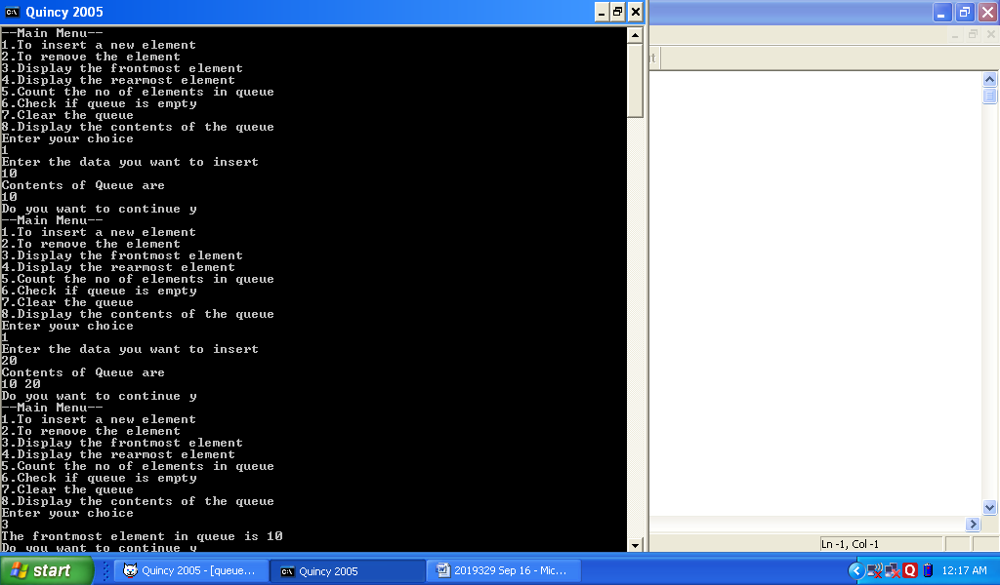 Quincy 2005
--Main Menu--
1.To insert a new element
2.To remove the element
3.Display the frontmost element
4.Display the rearmost element
5.Count the no of elements in queue
6.Check if queue is empty
7.Clear the queue
8.Display the contents of the queue
Enter your choice
1
Enter the data you want to insert
10
Contents of Queue are
10
Do you want to continue y
--Main Menu--
1.To insert a new element
2.To remove the element
3.Display the frontmost element
4.Display the rearmost element
5.Count the no of elements in queue
6.Check if queue is empty
7.Clear the queue
8.Display the contents of the queue
Enter your choice
1
Enter the data you want to insert
20
Contents of Queue are
10 20
Do you want to continue y
--Main Menu--
1.To insert a new element
2.To remove the element
3.Display the frontmost element
4.Display the rearmost element
5.Count the no of elements in queue
6.Check if queue is empty
7.Clear the queue
8.Display the contents of the queue
Enter your choice
3
The frontmost element in queue is 10
Do you want to continue y
Ln -1, Col -1
start
Quincy 2005 - [queue...
Quincy 2005
2019329 Sep 16 - Mic...
12:17 AM